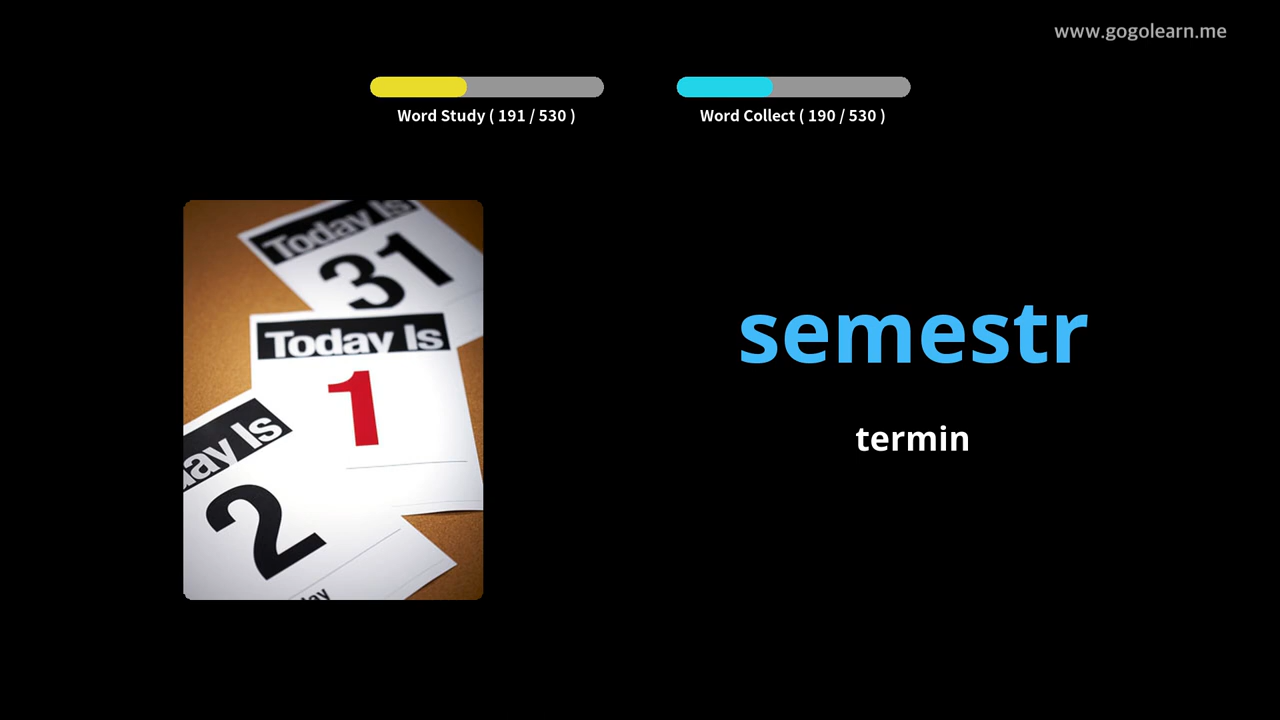 www.gogolearn.me
Word Study ( 191 / 530 )
Word Collect ( 190 / 530 )
Today Is
31
Today Is
1
ay Is
2
day
semestr
termin